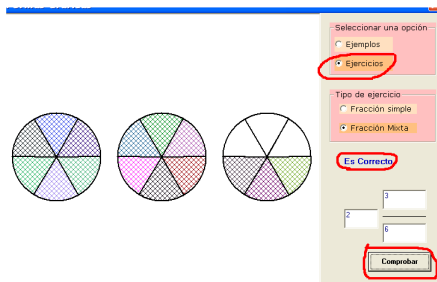 Seleccionar una opción
Ejemplos
Ejercicios
Tipo de ejercicio
Fracción simple
Fracción Mixta
Es Correcto
3
2
6
Comprobar